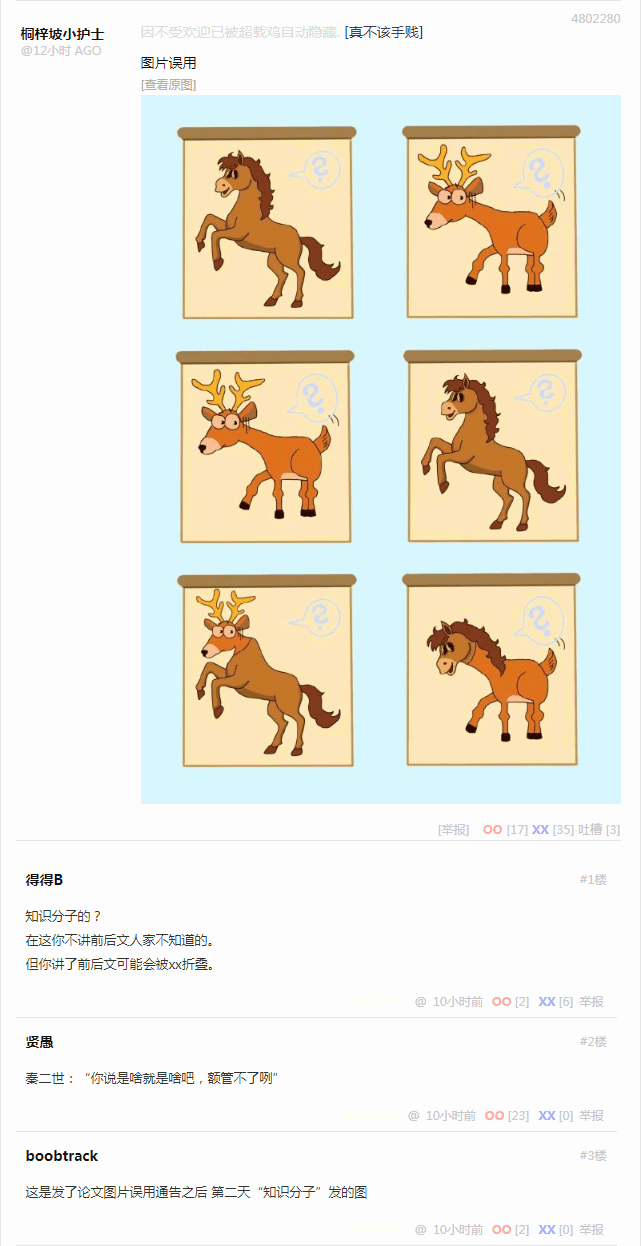 4802280
桐梓坡小护士
@12小时 AGO
因不受欢迎已被超载鸡自动隐藏. [真不该手贱]
图片误用
[查看原图]
?
?
?
?
?
?
[举报] OO [17] XX [35] 吐槽 [3]
得得B #1楼
知识分子的？
在这你不讲前后文人家不知道的。
但你讲了前后文可能会被xx折叠。
@ 10小时前 OO [2] XX [6] 举报
贤愚 #2楼
秦二世：“你说是啥就是啥吧，额管不了咧”
@ 10小时前 OO [23] XX [0] 举报
boobtrack #3楼
这是发了论文图片误用通告之后 第二天“知识分子”发的图
@ 10小时前 OO [2] XX [0] 举报